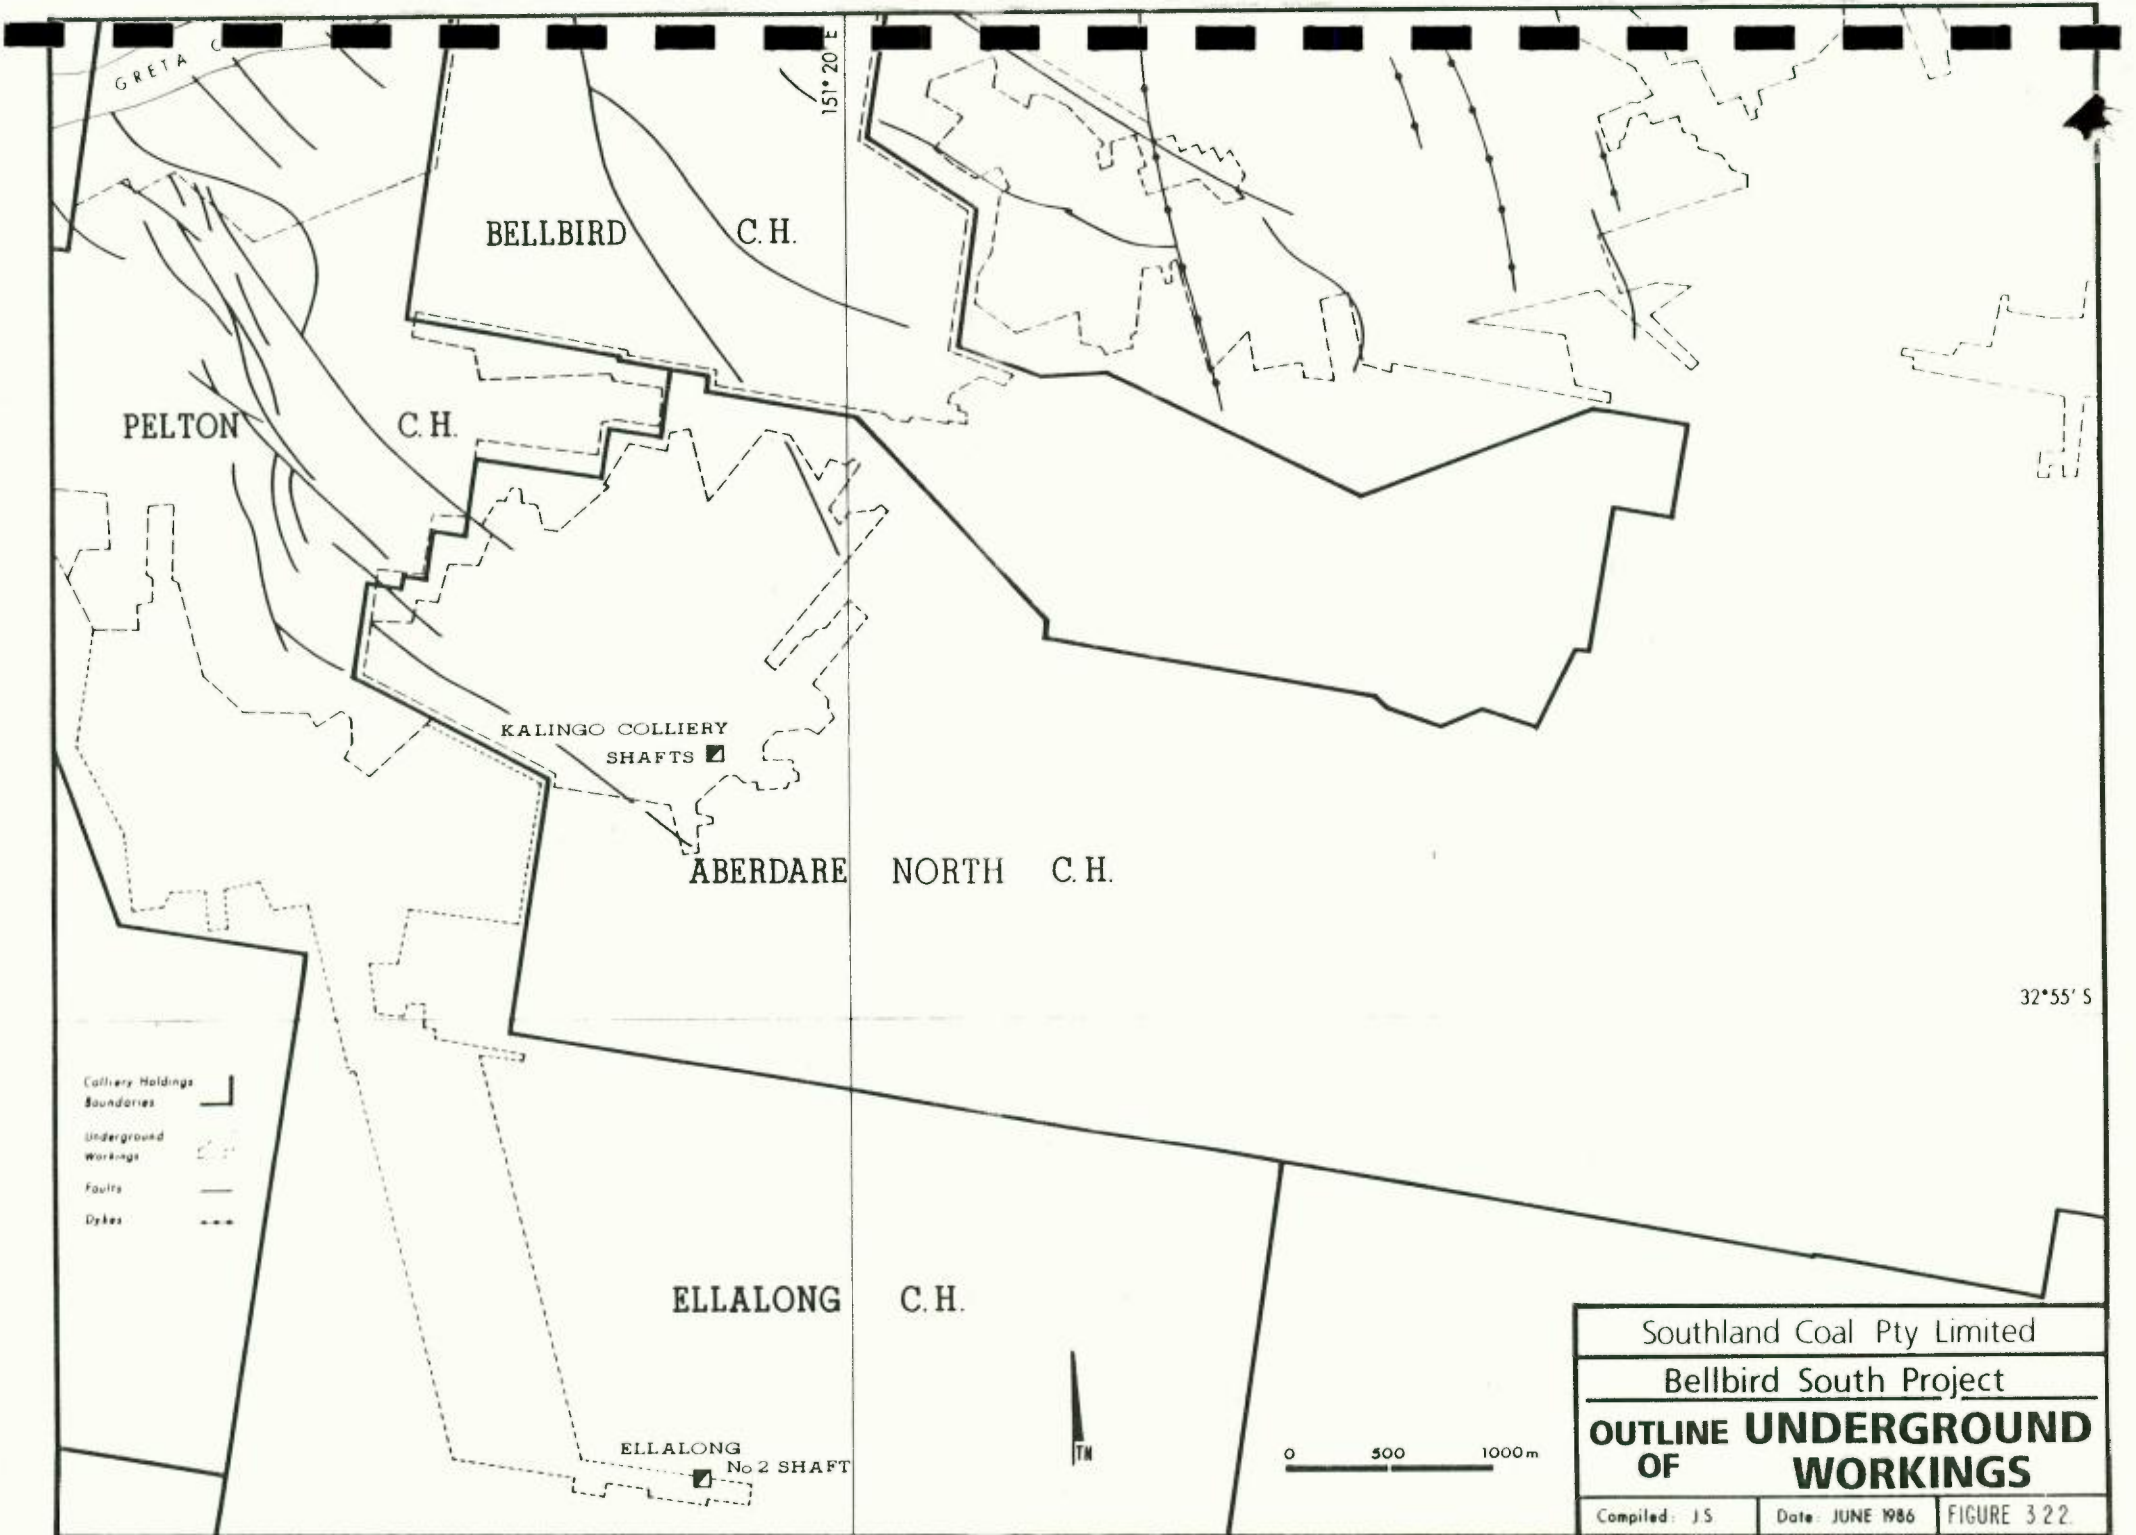 GRETA C
151° 20' E
BELLBIRD C.H.
PELTON C.H.
KALINGO COLLIERY
SHAFTS
ABERDARE NORTH C.H.
32°55' S
Colliery Holdings
Boundaries
Underground
Workings
Faults
Dykes
ELLALONG C.H.
ELLALONG
No 2 SHAFT
TN
0 500 1000m
Southland Coal Pty Limited
Bellbird South Project
OUTLINE OF UNDERGROUND
WORKINGS
Compiled: J.S
Date: JUNE 1986
FIGURE 3 2 2.